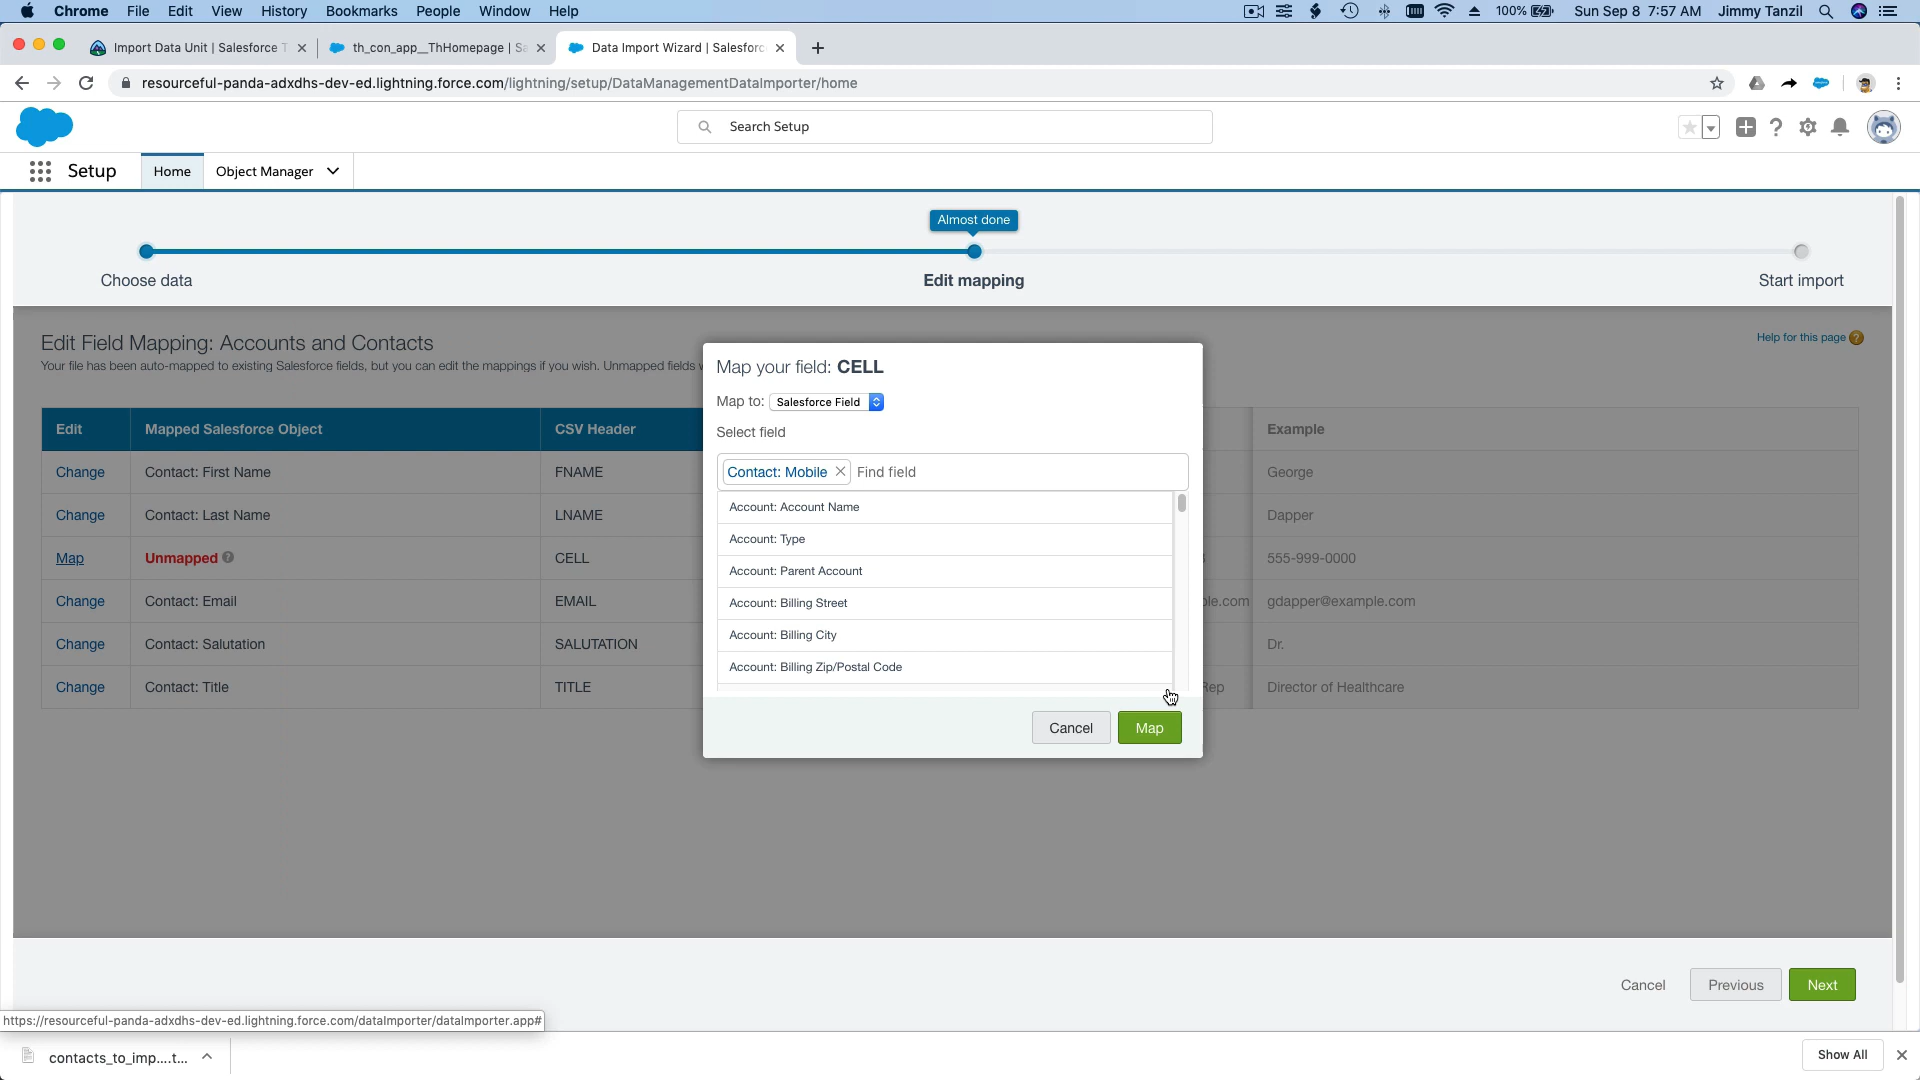 Chrome File Edit View History Bookmarks People Window Help 100% Sun Sep 8 7:57 AM Jimmy Tanzil
Import Data Unit | Salesforce T th_con_app__ThHomepage | Sa Data Import Wizard | Salesforc
resourceful-panda-adxdhs-dev-ed.lightning.force.com/lightning/setup/DataManagementDataImporter/home
Search Setup
Setup Home Object Manager
Almost done
Choose data Edit mapping Start import
Edit Field Mapping: Accounts and Contacts
Help for this page
Your file has been auto-mapped to existing Salesforce fields, but you can edit the mappings if you wish. Unmapped fields
Map your field: CELL
Map to: Salesforce Field
Select field
Contact: Mobile Find field
Account: Account Name
Account: Type
Account: Parent Account
Account: Billing Street
Account: Billing City
Account: Billing Zip/Postal Code
Cancel Map
Edit Mapped Salesforce Object CSV Header Example
Change Contact: First Name FNAME George
Change Contact: Last Name LNAME Dapper
Map Unmapped CELL 555-999-0000
Change Contact: Email EMAIL ple.com gdapper@example.com
Change Contact: Salutation SALUTATION Dr.
Change Contact: Title TITLE Rep Director of Healthcare
Cancel Previous Next
https://resourceful-panda-adxdhs-dev-ed.lightning.force.com/dataImporter/dataImporter.app#
contacts_to_imp....t... Show All